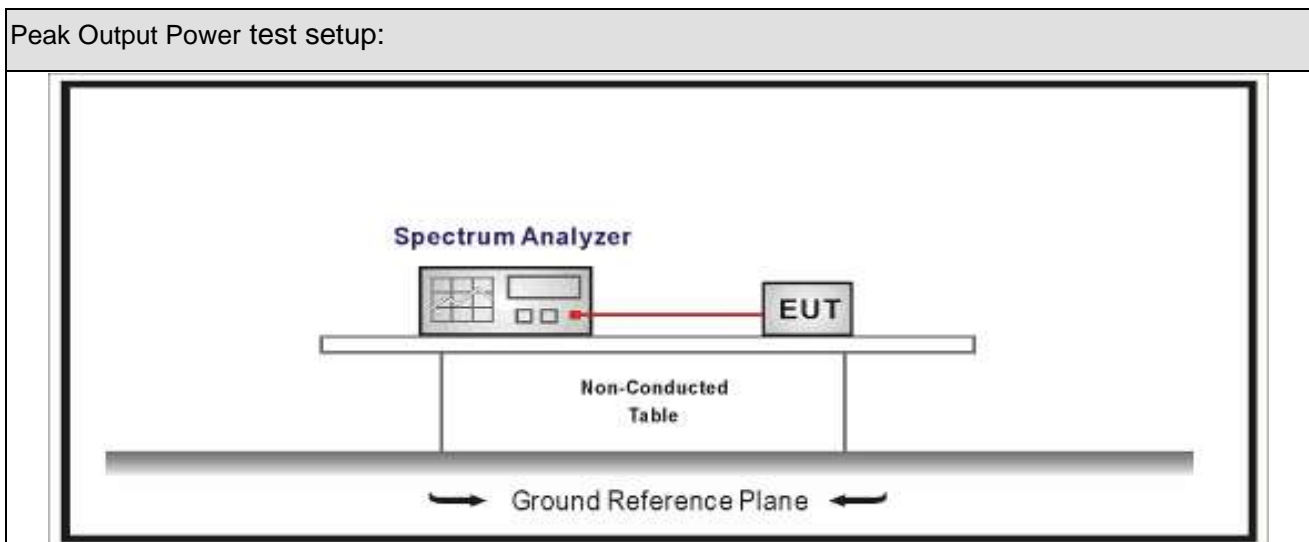 Peak Output Power test setup:
Spectrum Analyzer
EUT
Non-Conducted
Table
Ground Reference Plane